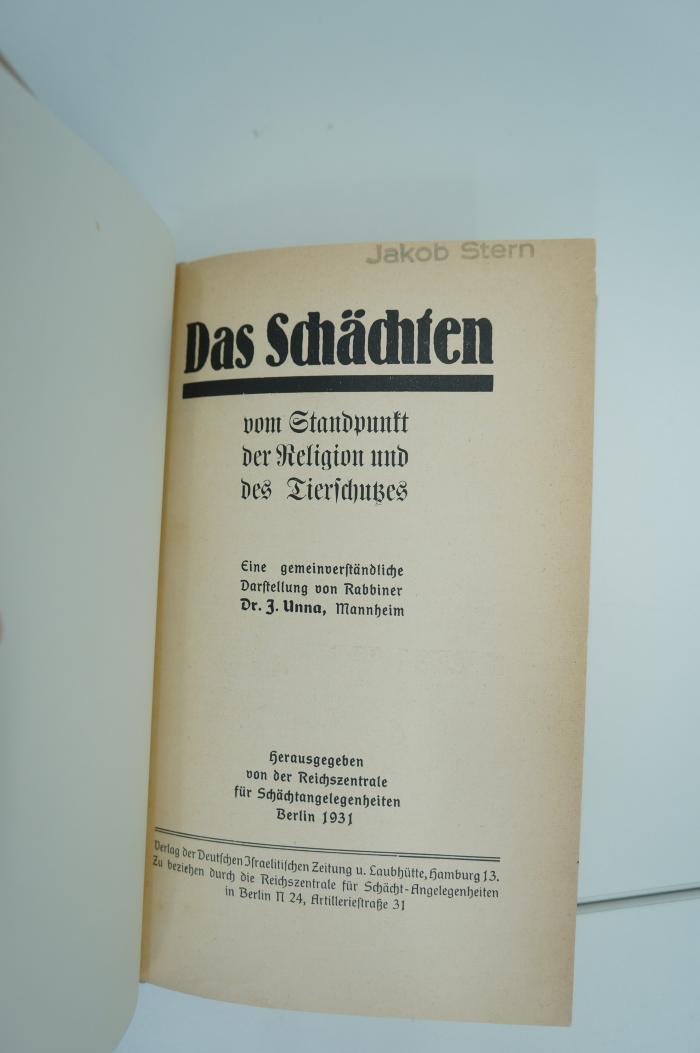 Jakob Stern
Das Schächten
vom Standpunkt
der Religion und
des Tierschutzes
Eine gemeinverständliche
Darstellung von Rabbiner
Dr. J. Unna, Mannheim
Herausgegeben
von der Reichszentrale
für Schächtangelegenheiten
Berlin 1931
Verlag der Deutschen Israelitischen Zeitung u. Laubhütte, Hamburg 13.
Zu beziehen durch die Reichszentrale für Schächt-Angelegenheiten
in Berlin N 24, Artilleriestraße 31